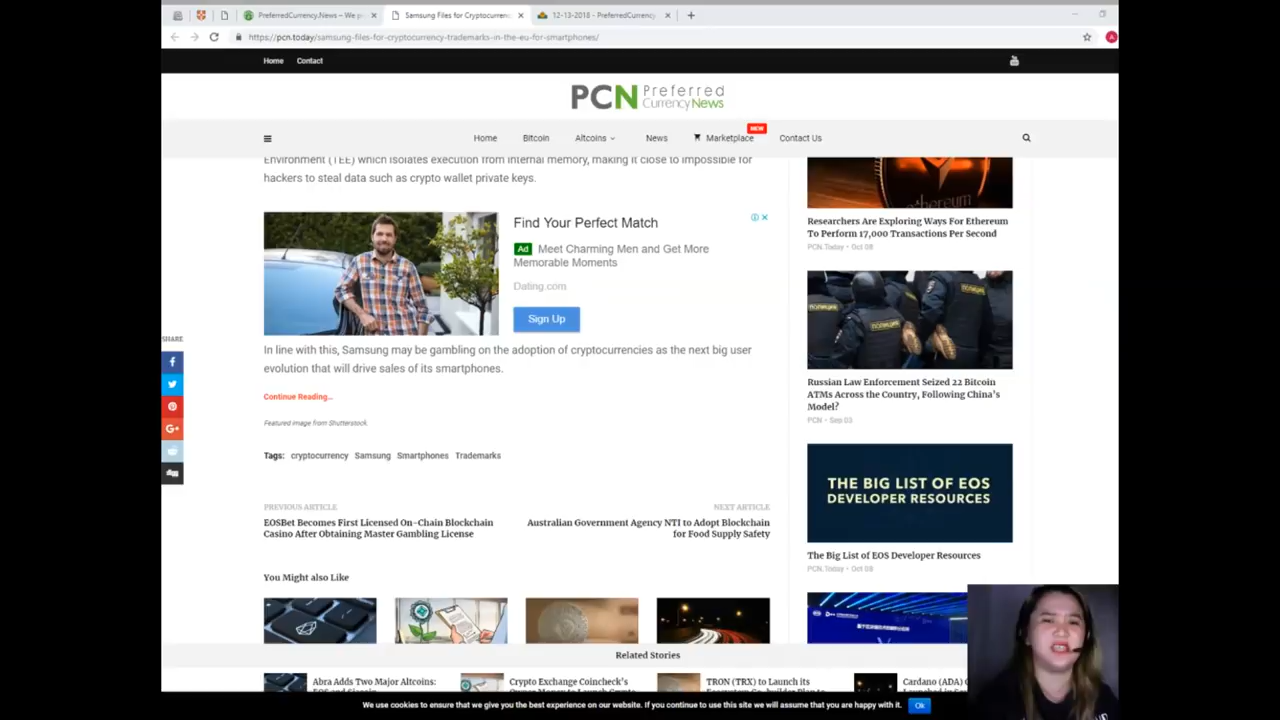 PreferredCurrency.News – We p
Samsung Files for Cryptocurrenc
12-13-2018 - PreferredCurrency
https://pcn.today/samsung-files-for-cryptocurrency-trademarks-in-the-eu-for-smartphones/
A
Home Contact
PCN Preferred
Currency News
NEW
Home Bitcoin Altcoins News Marketplace Contact Us
Environment (TEE) which isolates execution from internal memory, making it close to impossible for
hackers to steal data such as crypto wallet private keys.
Find Your Perfect Match
Ad Meet Charming Men and Get More
Memorable Moments
Dating.com
Sign Up
SHARE
In line with this, Samsung may be gambling on the adoption of cryptocurrencies as the next big user
evolution that will drive sales of its smartphones.
Continue Reading...
Featured image from Shutterstock.
Tags: cryptocurrency Samsung Smartphones Trademarks
PREVIOUS ARTICLE
EOSBet Becomes First Licensed On-Chain Blockchain
Casino After Obtaining Master Gambling License
NEXT ARTICLE
Australian Government Agency NTI to Adopt Blockchain
for Food Supply Safety
You Might also Like
ethereum
Researchers Are Exploring Ways For Ethereum
To Perform 17,000 Transactions Per Second
PCN.Today • Oct 08
ПОЛИЦИЯ
ПОЛИЦИЯ
Russian Law Enforcement Seized 22 Bitcoin
ATMs Across the Country, Following China's
Model?
PCN • Sep 03
THE BIG LIST OF EOS
DEVELOPER RESOURCES
The Big List of EOS Developer Resources
PCN.Today • Oct 08
Related Stories
Abra Adds Two Major Altcoins:
Crypto Exchange Coincheck's
TRON (TRX) to Launch its
Cardano (ADA)
We use cookies to ensure that we give you the best experience on our website. If you continue to use this site we will assume that you are happy with it.
Ok